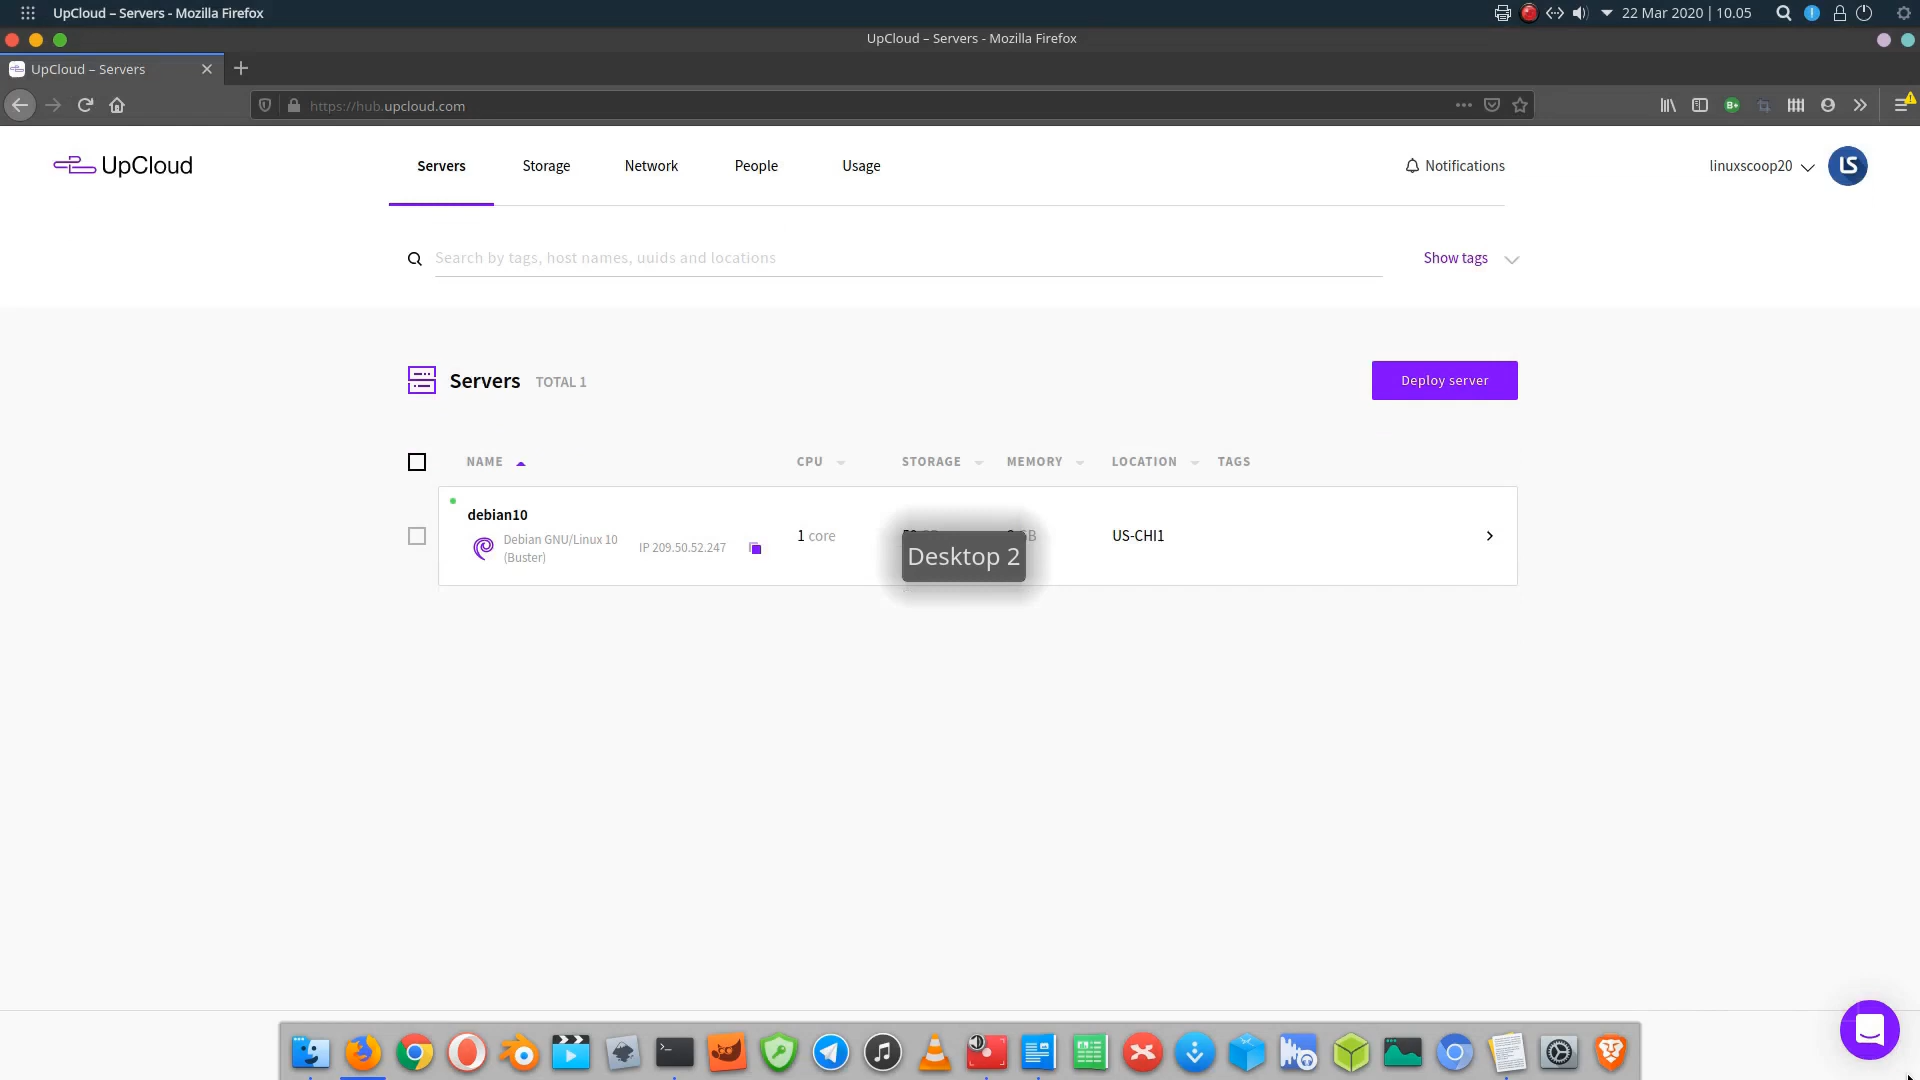 UpCloud – Servers - Mozilla Firefox
22 Mar 2020 | 10.05
UpCloud – Servers - Mozilla Firefox
UpCloud – Servers
https://hub.upcloud.com
UpCloud
Servers
Storage
Network
People
Usage
Notifications
linuxscoop20
LS
Search by tags, host names, uuids and locations
Show tags
Servers
TOTAL 1
Deploy server
NAME
CPU
STORAGE
MEMORY
LOCATION
TAGS
debian10
Debian GNU/Linux 10
(Buster)
IP 209.50.52.247
1 core
US-CHI1
Desktop 2